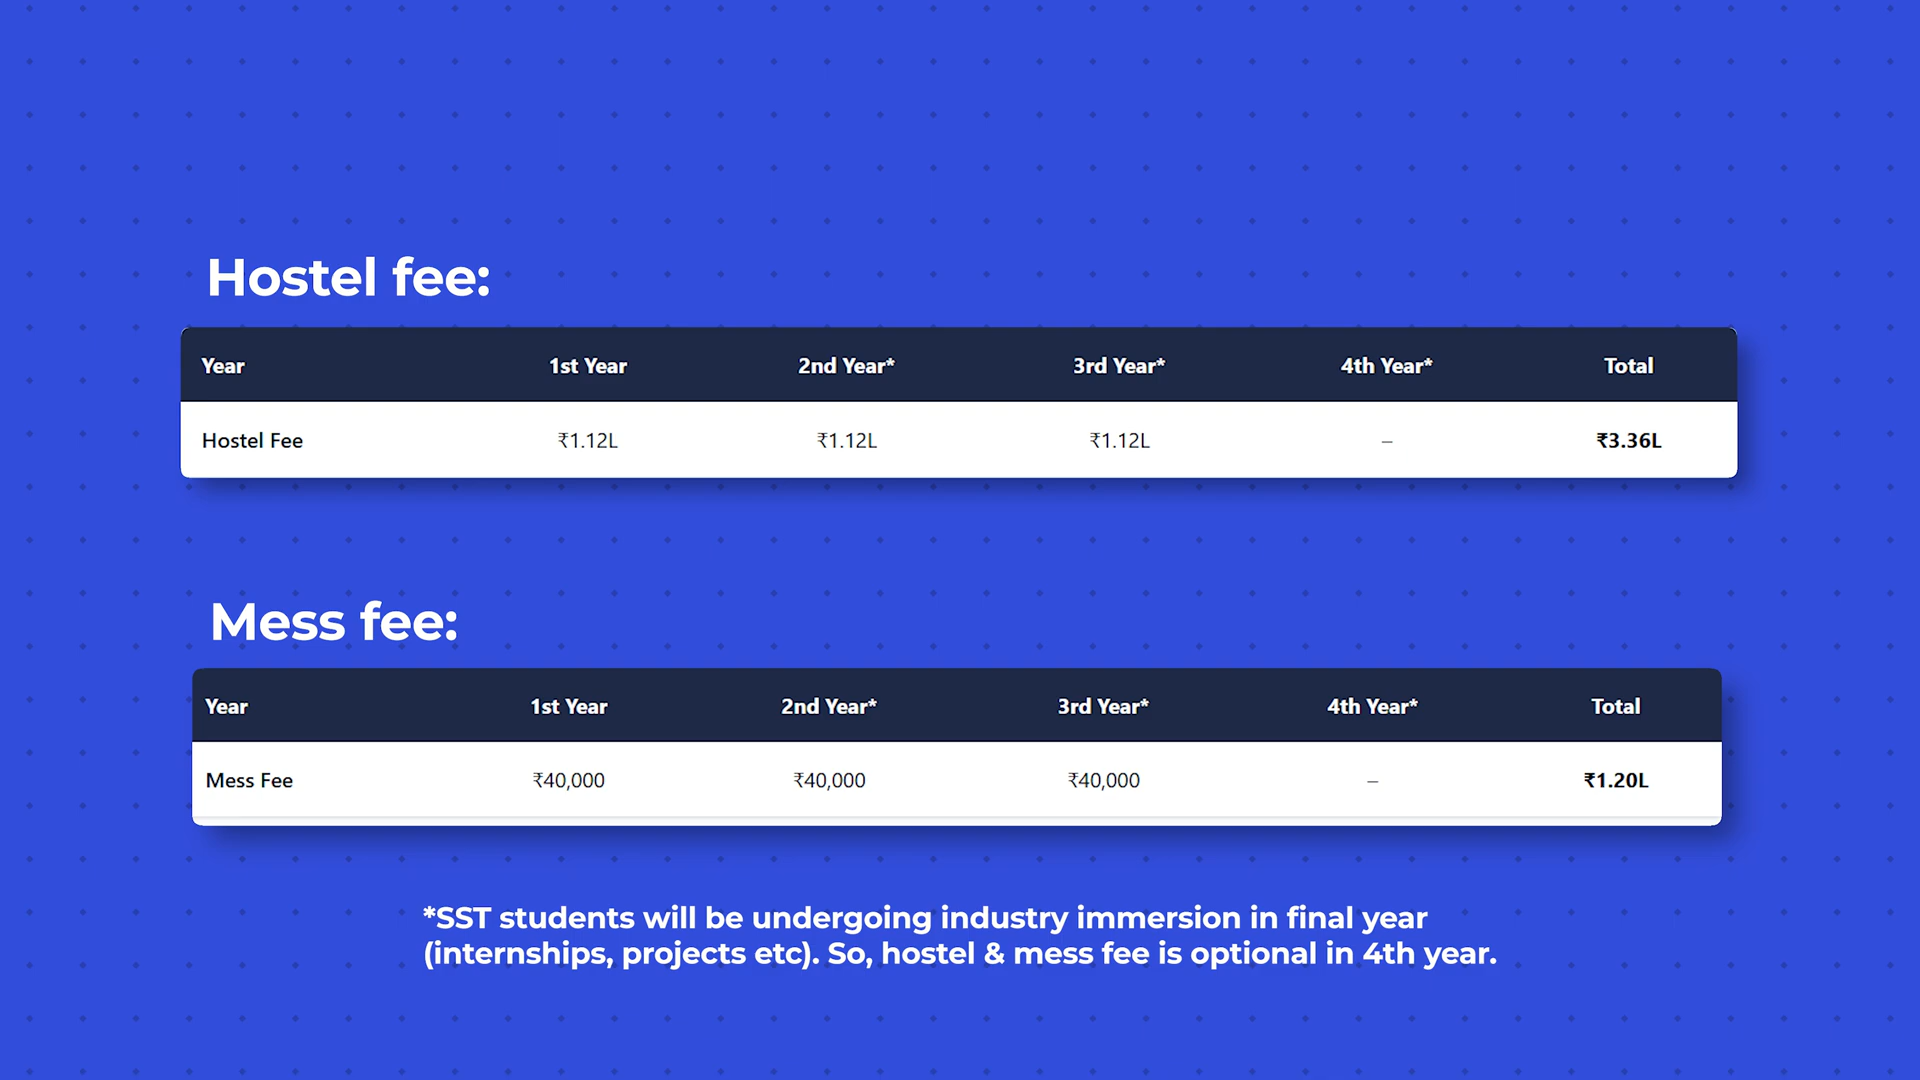 Hostel fee:
Year 1st Year 2nd Year* 3rd Year* 4th Year* Total
Hostel Fee ₹1.12L ₹1.12L ₹1.12L – ₹3.36L
Mess fee:
Year 1st Year 2nd Year* 3rd Year* 4th Year* Total
Mess Fee ₹40,000 ₹40,000 ₹40,000 – ₹1.20L
*SST students will be undergoing industry immersion in final year
(internships, projects etc). So, hostel & mess fee is optional in 4th year.